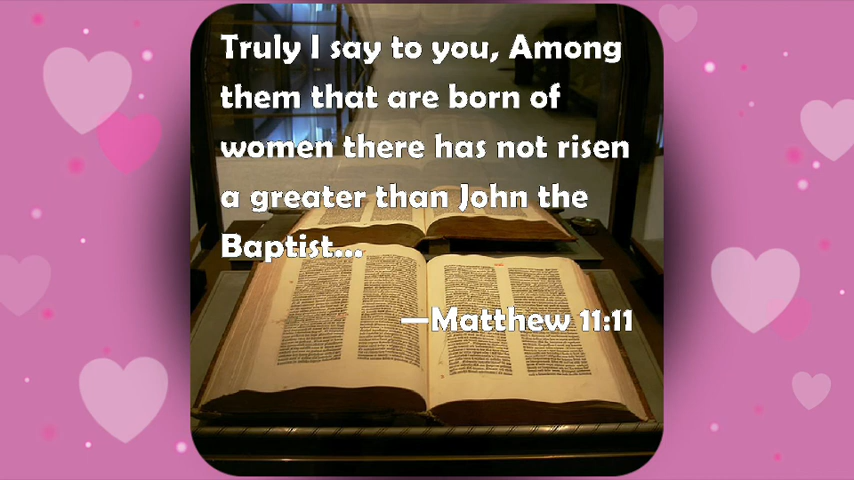 Truly I say to you, Among
them that are born of
women there has not risen
a greater than John the
Baptist...
—Matthew 11:11